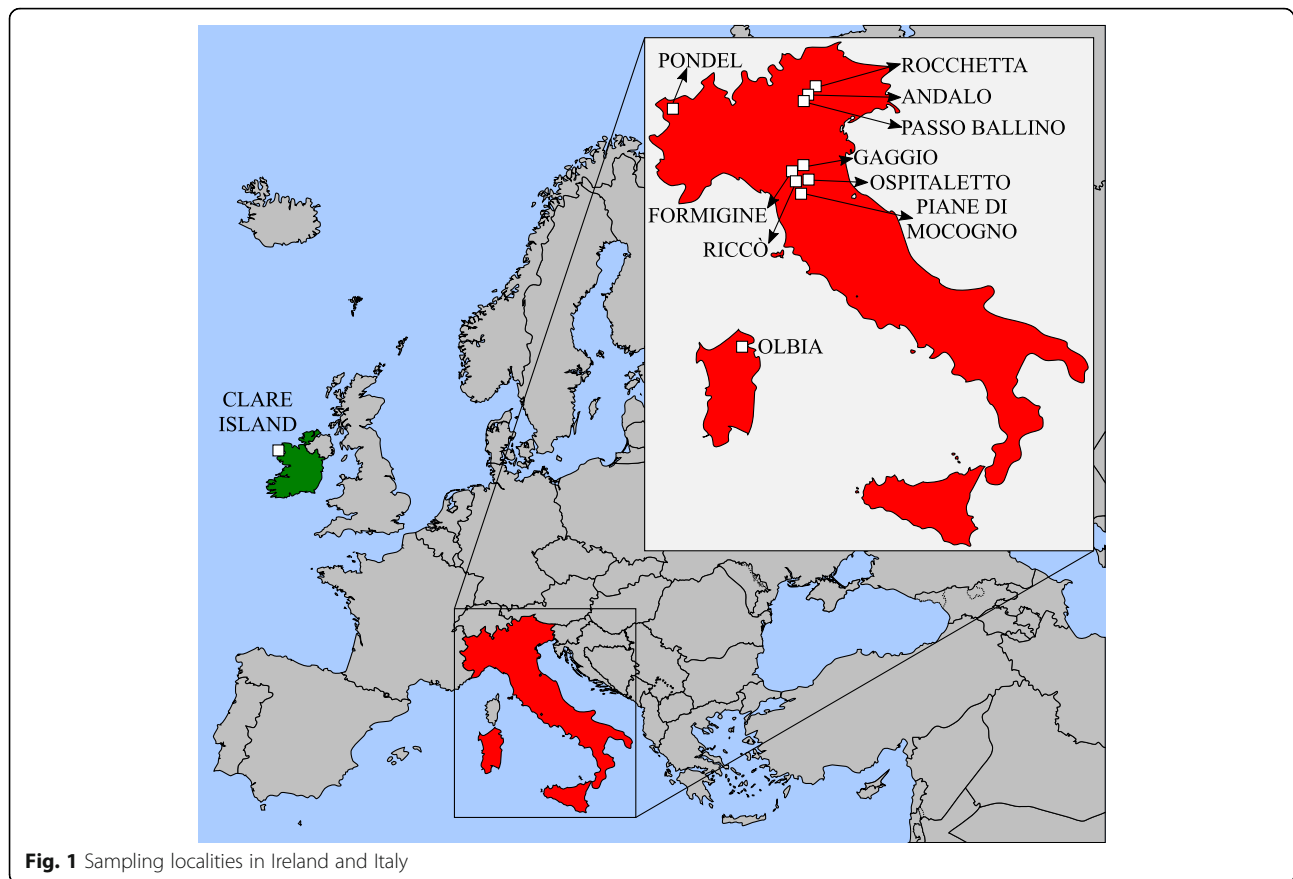 PONDEL
ROCCHETTA
ANDALO
PASSO BALLINO
GAGGIO
OSPITALETTO
PIANE DI
MOCOGNO
FORMIGINE
RICCÒ
OLBIA
CLARE
ISLAND
Fig. 1 Sampling localities in Ireland and Italy